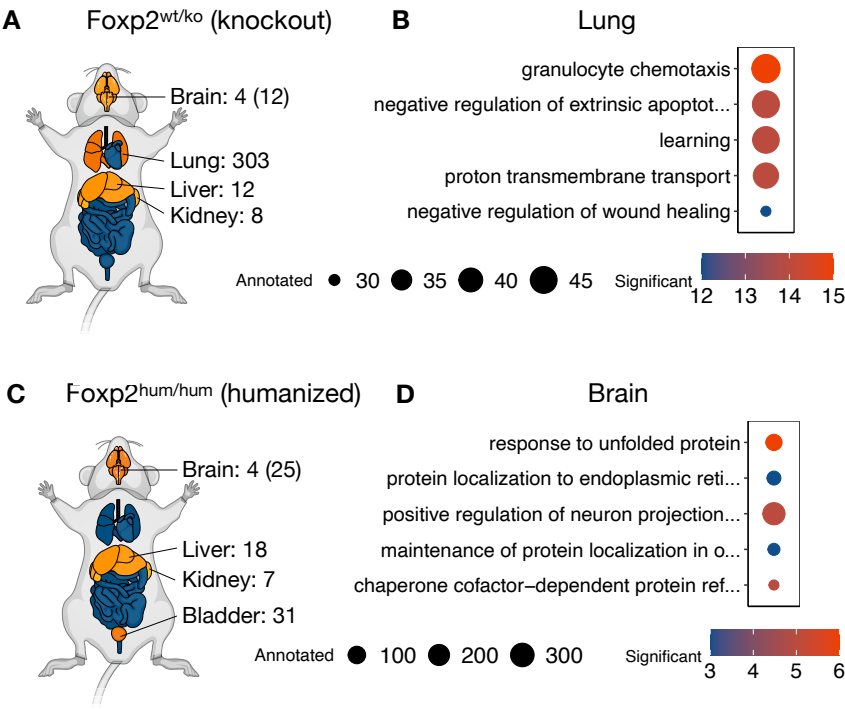 A
Foxp2wt/ko (knockout)
Brain: 4 (12)
Lung: 303
Liver: 12
Kidney: 8
B
Lung
granulocyte chemotaxis
negative regulation of extrinsic apoptot...
learning
proton transmembrane transport
negative regulation of wound healing
Annotated 30 35 40 45
Significant
12 13 14 15
C
Foxp2hum/hum (humanized)
Brain: 4 (25)
Liver: 18
Kidney: 7
Bladder: 31
D
Brain
response to unfolded protein
protein localization to endoplasmic reti...
positive regulation of neuron projection...
maintenance of protein localization in o...
chaperone cofactor−dependent protein ref...
Annotated 100 200 300
Significant
3 4 5 6